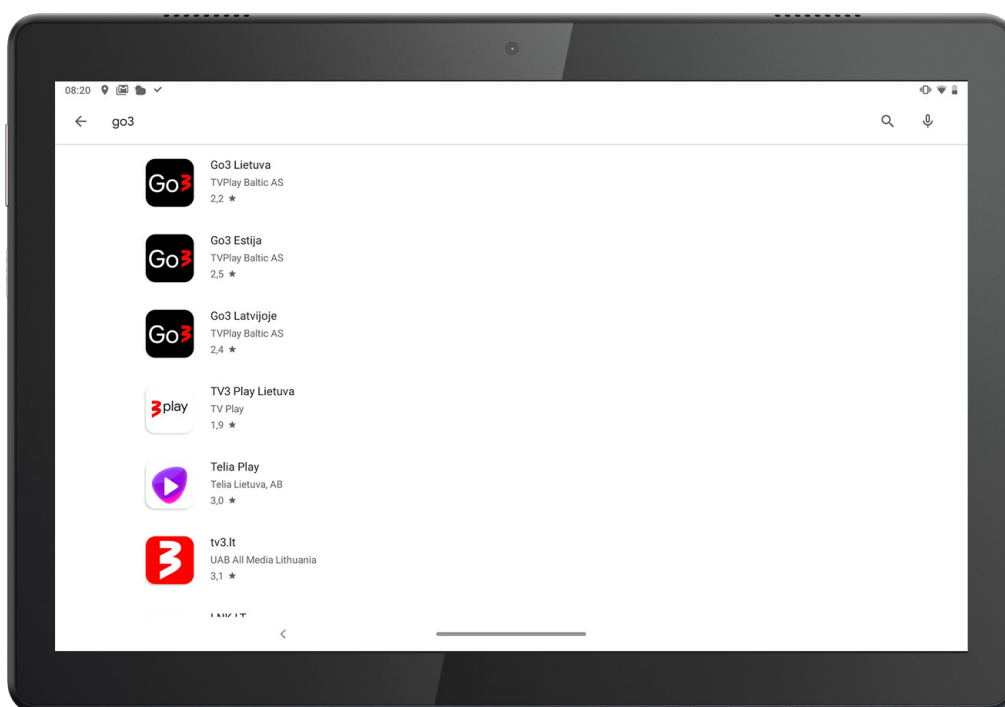 08:20
go3
Go3
Go3 Lietuva
TVPlay Baltic AS
2,2 ★
Go3
Go3 Estija
TVPlay Baltic AS
2,5 ★
Go3
Go3 Latvijoje
TVPlay Baltic AS
2,4 ★
3play
TV3 Play Lietuva
TV Play
1,9 ★
Telia Play
Telia Lietuva, AB
3,0 ★
3
tv3.lt
UAB All Media Lithuania
3,1 ★